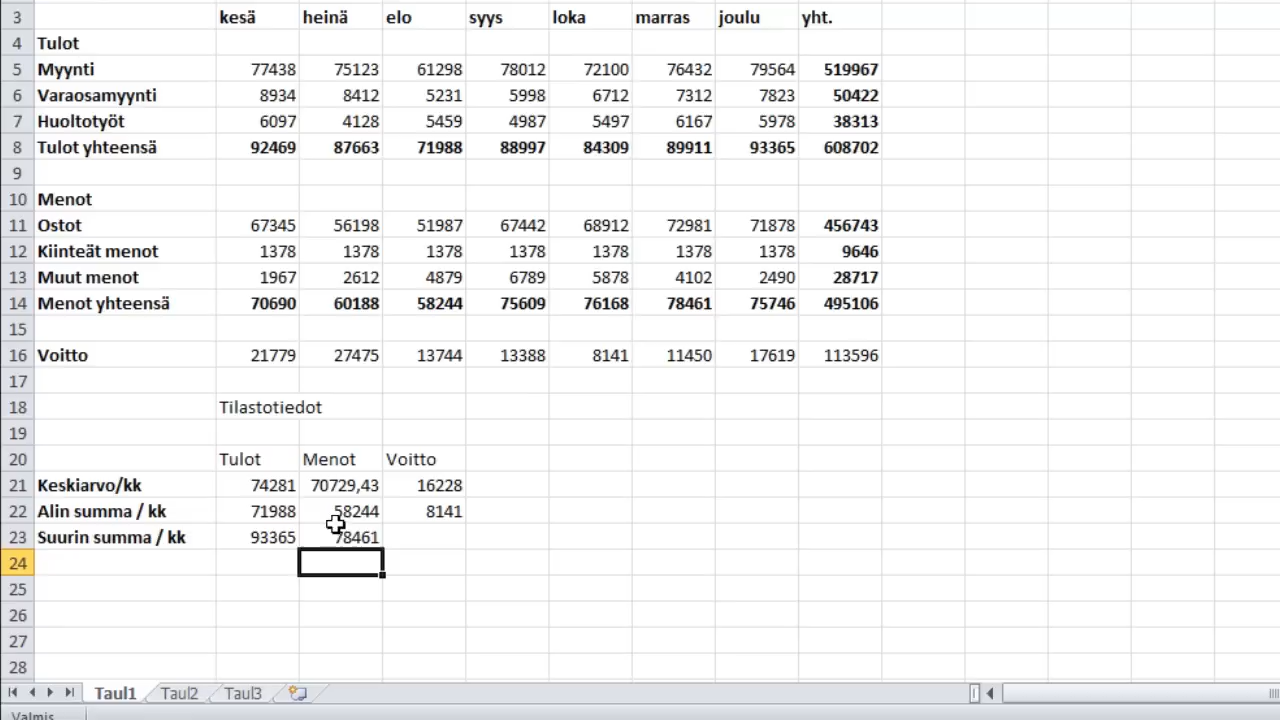 3 kesä heinä elo syys loka marras joulu yht.
4 Tulot
5 Myynti 77438 75123 61298 78012 72100 76432 79564 519967
6 Varaosamyynti 8934 8412 5231 5998 6712 7312 7823 50422
7 Huoltotyöt 6097 4128 5459 4987 5497 6167 5978 38313
8 Tulot yhteensä 92469 87663 71988 88997 84309 89911 93365 608702
9
10 Menot
11 Ostot 67345 56198 51987 67442 68912 72981 71878 456743
12 Kiinteät menot 1378 1378 1378 1378 1378 1378 1378 9646
13 Muut menot 1967 2612 4879 6789 5878 4102 2490 28717
14 Menot yhteensä 70690 60188 58244 75609 76168 78461 75746 495106
15
16 Voitto 21779 27475 13744 13388 8141 11450 17619 113596
17
18 Tilastotiedot
19
20 Tulot Menot Voitto
21 Keskiarvo/kk 74281 70729,43 16228
22 Alin summa / kk 71988 58244 8141
23 Suurin summa / kk 93365 78461
24
25
26
27
28
Taul1 Taul2 Taul3
Valmis